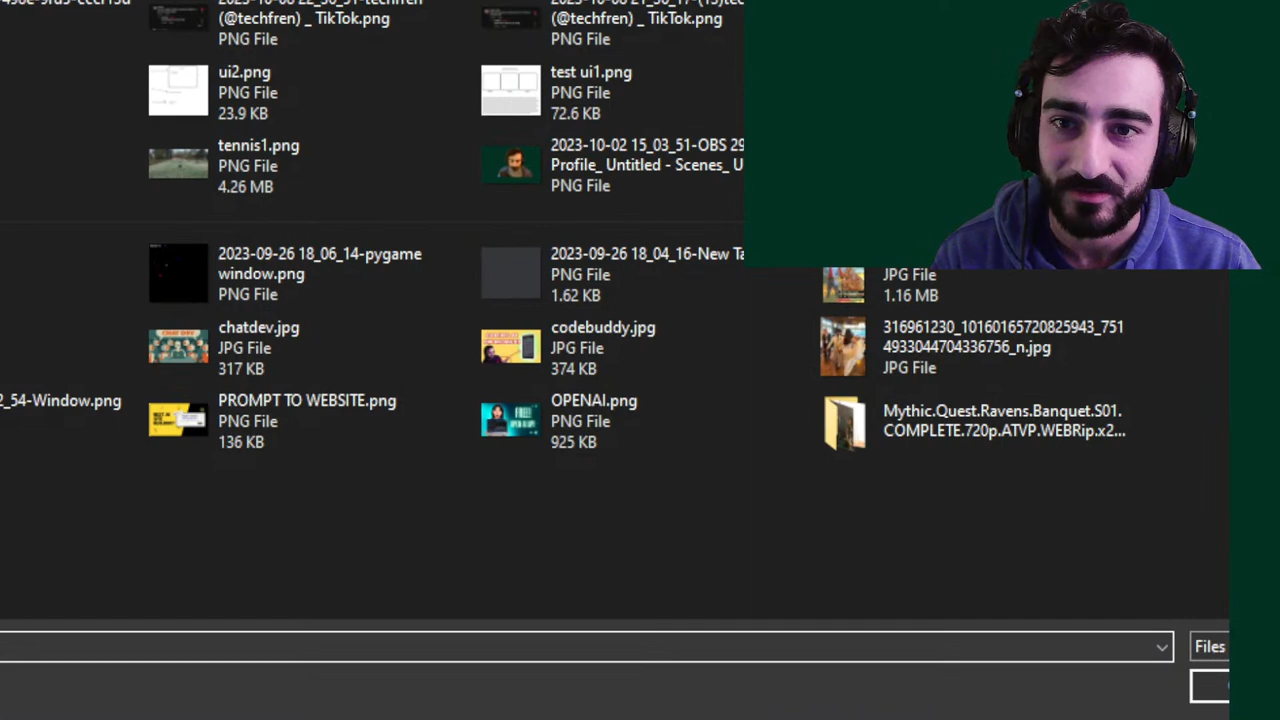 (@techfren) _ TikTok.png
PNG File
(@techfren) _ TikTok.png
PNG File
ui2.png
PNG File
23.9 KB
test ui1.png
PNG File
72.6 KB
tennis1.png
PNG File
4.26 MB
2023-10-02 15_03_51-OBS 29
Profile_ Untitled - Scenes_ U
PNG File
2023-09-26 18_06_14-pygame
window.png
PNG File
2023-09-26 18_04_16-New Ta
PNG File
1.62 KB
JPG File
1.16 MB
chatdev.jpg
JPG File
317 KB
codebuddy.jpg
JPG File
374 KB
316961230_10160165720825943_751
4933044704336756_n.jpg
JPG File
2_54-Window.png
PROMPT TO WEBSITE.png
PNG File
136 KB
OPENAI.png
PNG File
925 KB
Mythic.Quest.Ravens.Banquet.S01.
COMPLETE.720p.ATVP.WEBRip.x2...
Files